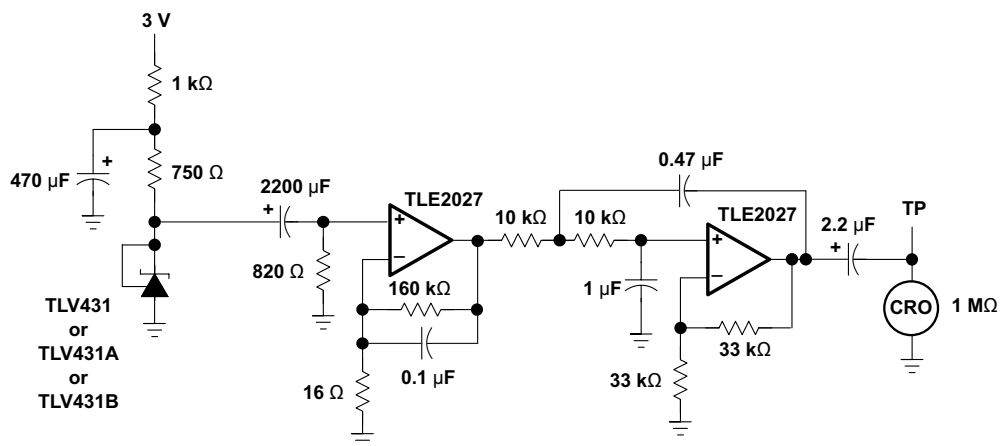 3 V
1 kΩ
+
470 μF
750 Ω
2200 μF
+
TLE2027
+
−
820 Ω
160 kΩ
0.1 μF
16 Ω
TLV431
or
TLV431A
or
TLV431B
10 kΩ
10 kΩ
0.47 μF
TLE2027
+
−
1 μF
33 kΩ
33 kΩ
2.2 μF
+
TP
CRO
1 MΩ